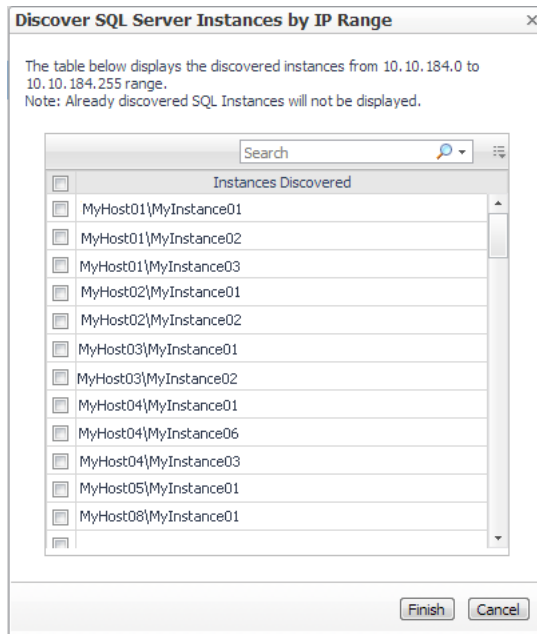 Discover SQL Server Instances by IP Range
The table below displays the discovered instances from 10.10.184.0 to
10.10.184.255 range.
Note: Already discovered SQL Instances will not be displayed.
Search
Instances Discovered
MyHost01\MyInstance01
MyHost01\MyInstance02
MyHost01\MyInstance03
MyHost02\MyInstance01
MyHost02\MyInstance02
MyHost03\MyInstance01
MyHost03\MyInstance02
MyHost04\MyInstance01
MyHost04\MyInstance06
MyHost04\MyInstance03
MyHost05\MyInstance01
MyHost08\MyInstance01
Finish Cancel